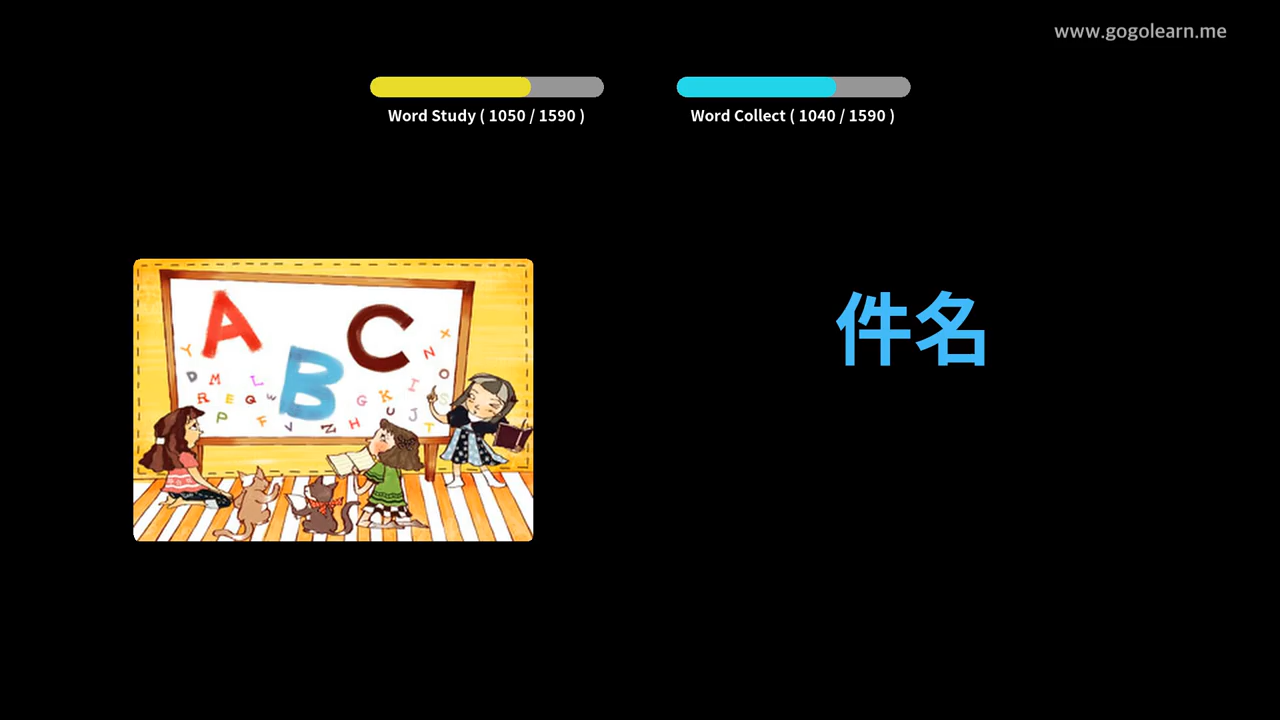 www.gogolearn.me
Word Study ( 1050 / 1590 )
Word Collect ( 1040 / 1590 )
件名
A
B
C
X
Y
N
D
M
L
O
R
E
Q
W
G
K
I
S
P
F
V
Z
H
U
J
T